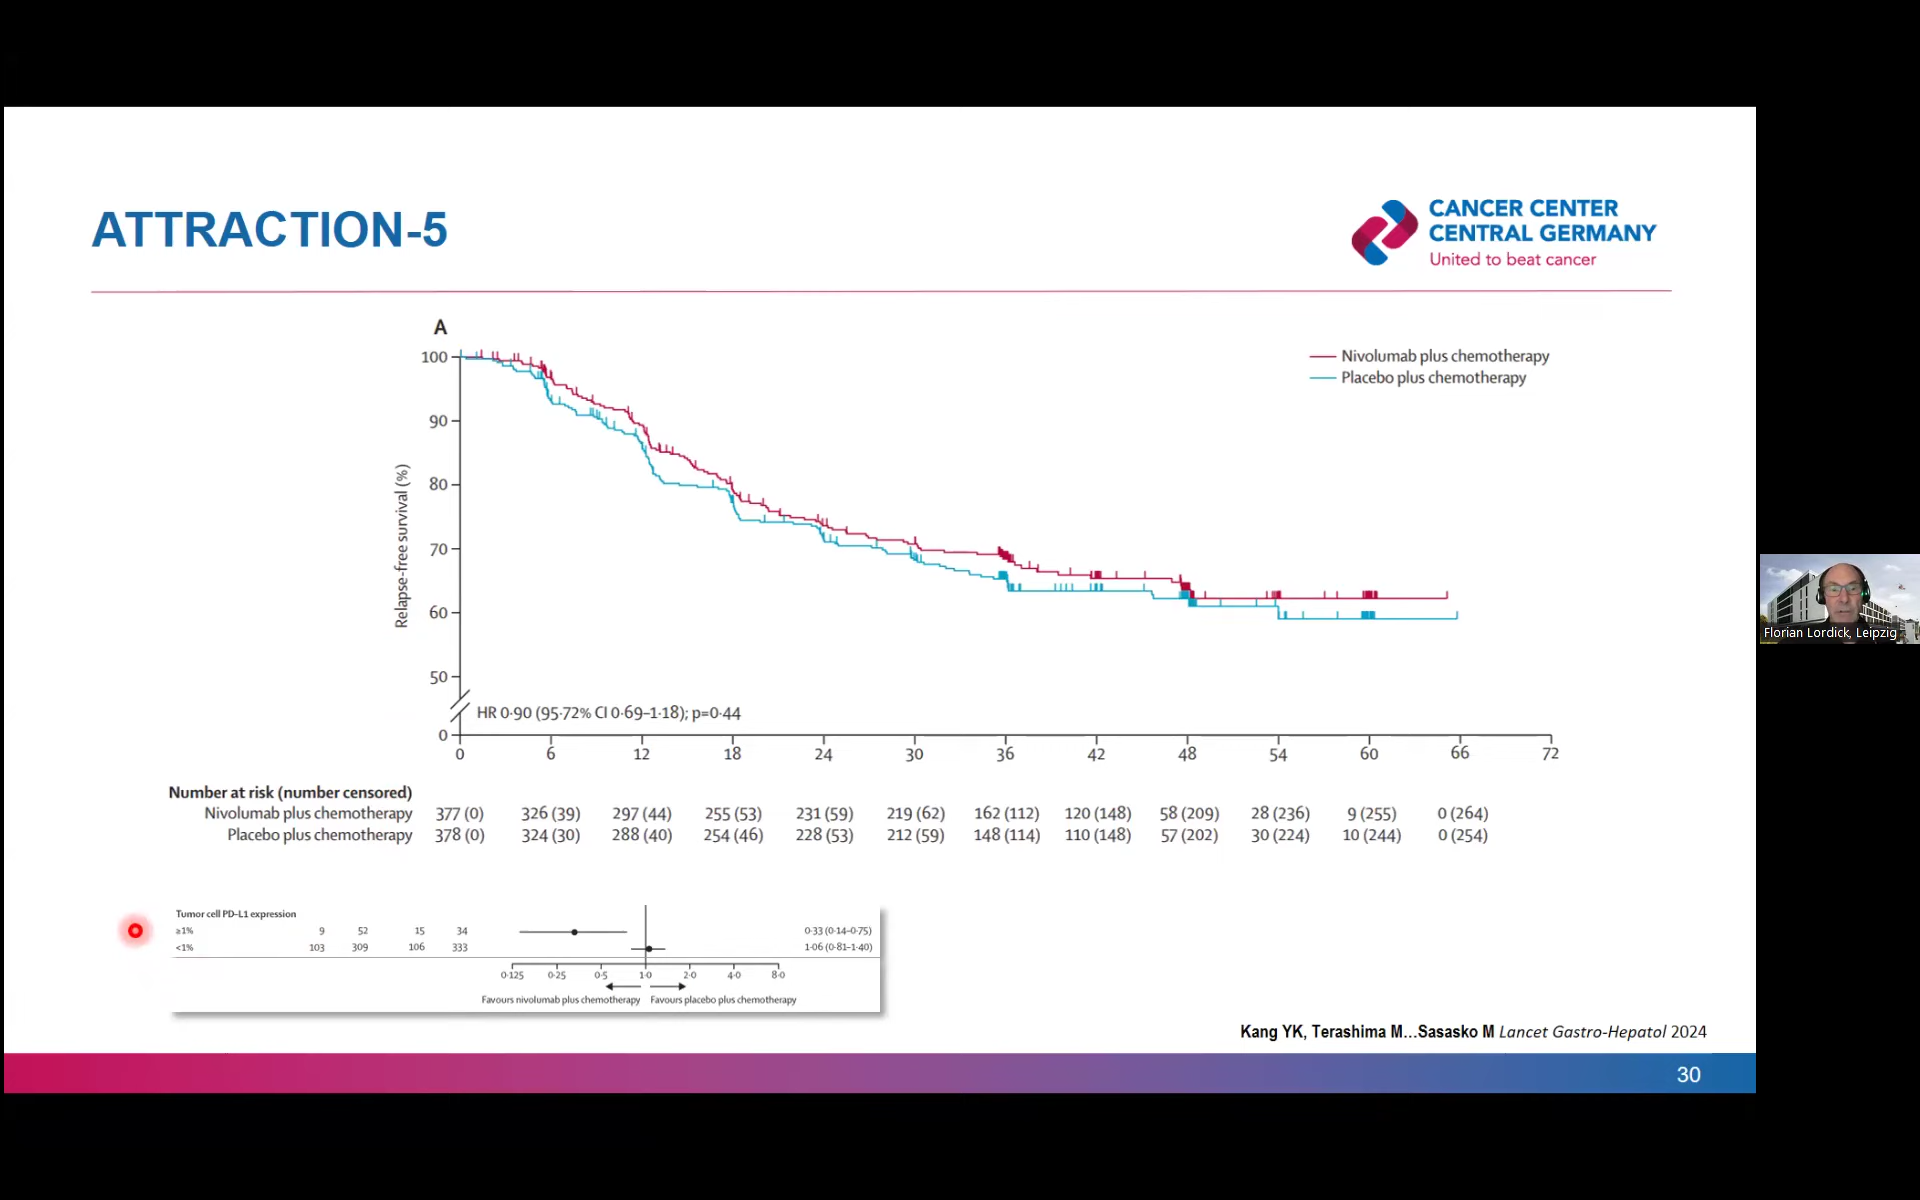 ATTRACTION-5
CANCER CENTER
CENTRAL GERMANY
United to beat cancer
A
Nivolumab plus chemotherapy
Placebo plus chemotherapy
Relapse-free survival (%)
100
90
80
70
60
50
0
HR 0·90 (95·72% CI 0·69–1·18); p=0·44
0 6 12 18 24 30 36 42 48 54 60 66 72
Number at risk (number censored)
Nivolumab plus chemotherapy 377 (0) 326 (39) 297 (44) 255 (53) 231 (59) 219 (62) 162 (112) 120 (148) 58 (209) 28 (236) 9 (255) 0 (264)
Placebo plus chemotherapy 378 (0) 324 (30) 288 (40) 254 (46) 228 (53) 212 (59) 148 (114) 110 (148) 57 (202) 30 (224) 10 (244) 0 (254)
Tumor cell PD-L1 expression
≥1% 9 52 15 34 0·33 (0·14–0·75)
<1% 103 309 106 333 1·06 (0·81–1·40)
0·125 0·25 0·5 1·0 2·0 4·0 8·0
Favours nivolumab plus chemotherapy Favours placebo plus chemotherapy
Kang YK, Terashima M...Sasasko M Lancet Gastro-Hepatol 2024
30
Florian Lordick, Leipzig